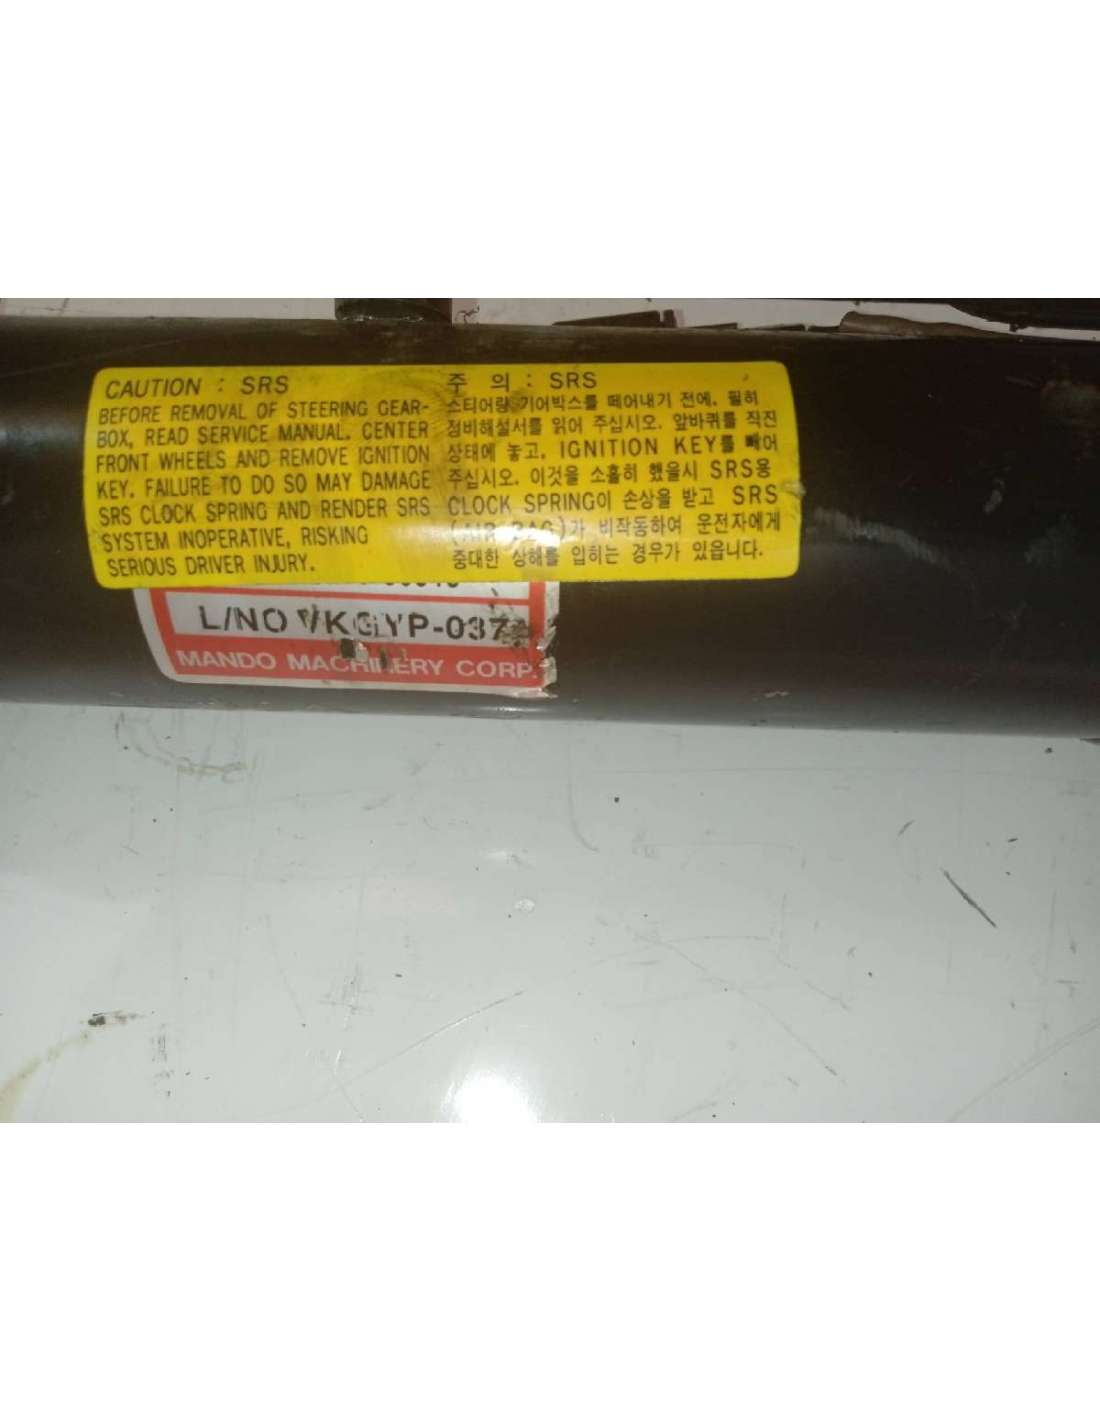 CAUTION : SRS
BEFORE REMOVAL OF STEERING GEAR-
BOX, READ SERVICE MANUAL. CENTER
FRONT WHEELS AND REMOVE IGNITION
KEY. FAILURE TO DO SO MAY DAMAGE
SRS CLOCK SPRING AND RENDER SRS
SYSTEM INOPERATIVE, RISKING
SERIOUS DRIVER INJURY.
주 의 : SRS
스티어링 기어박스를 떼어내기 전에, 필히
정비해설서를 읽어 주십시오. 앞바퀴를 직진
상태에 놓고, IGNITION KEY를 빼어
주십시오. 이것을 소홀히 했을시 SRS용
CLOCK SPRING이 손상을 받고 SRS
(AIR BAG)가 비작동하여 운전자에게
중대한 상해를 입히는 경우가 있읍니다.
L/NO YP-037
MANDO MACHINERY CORP.